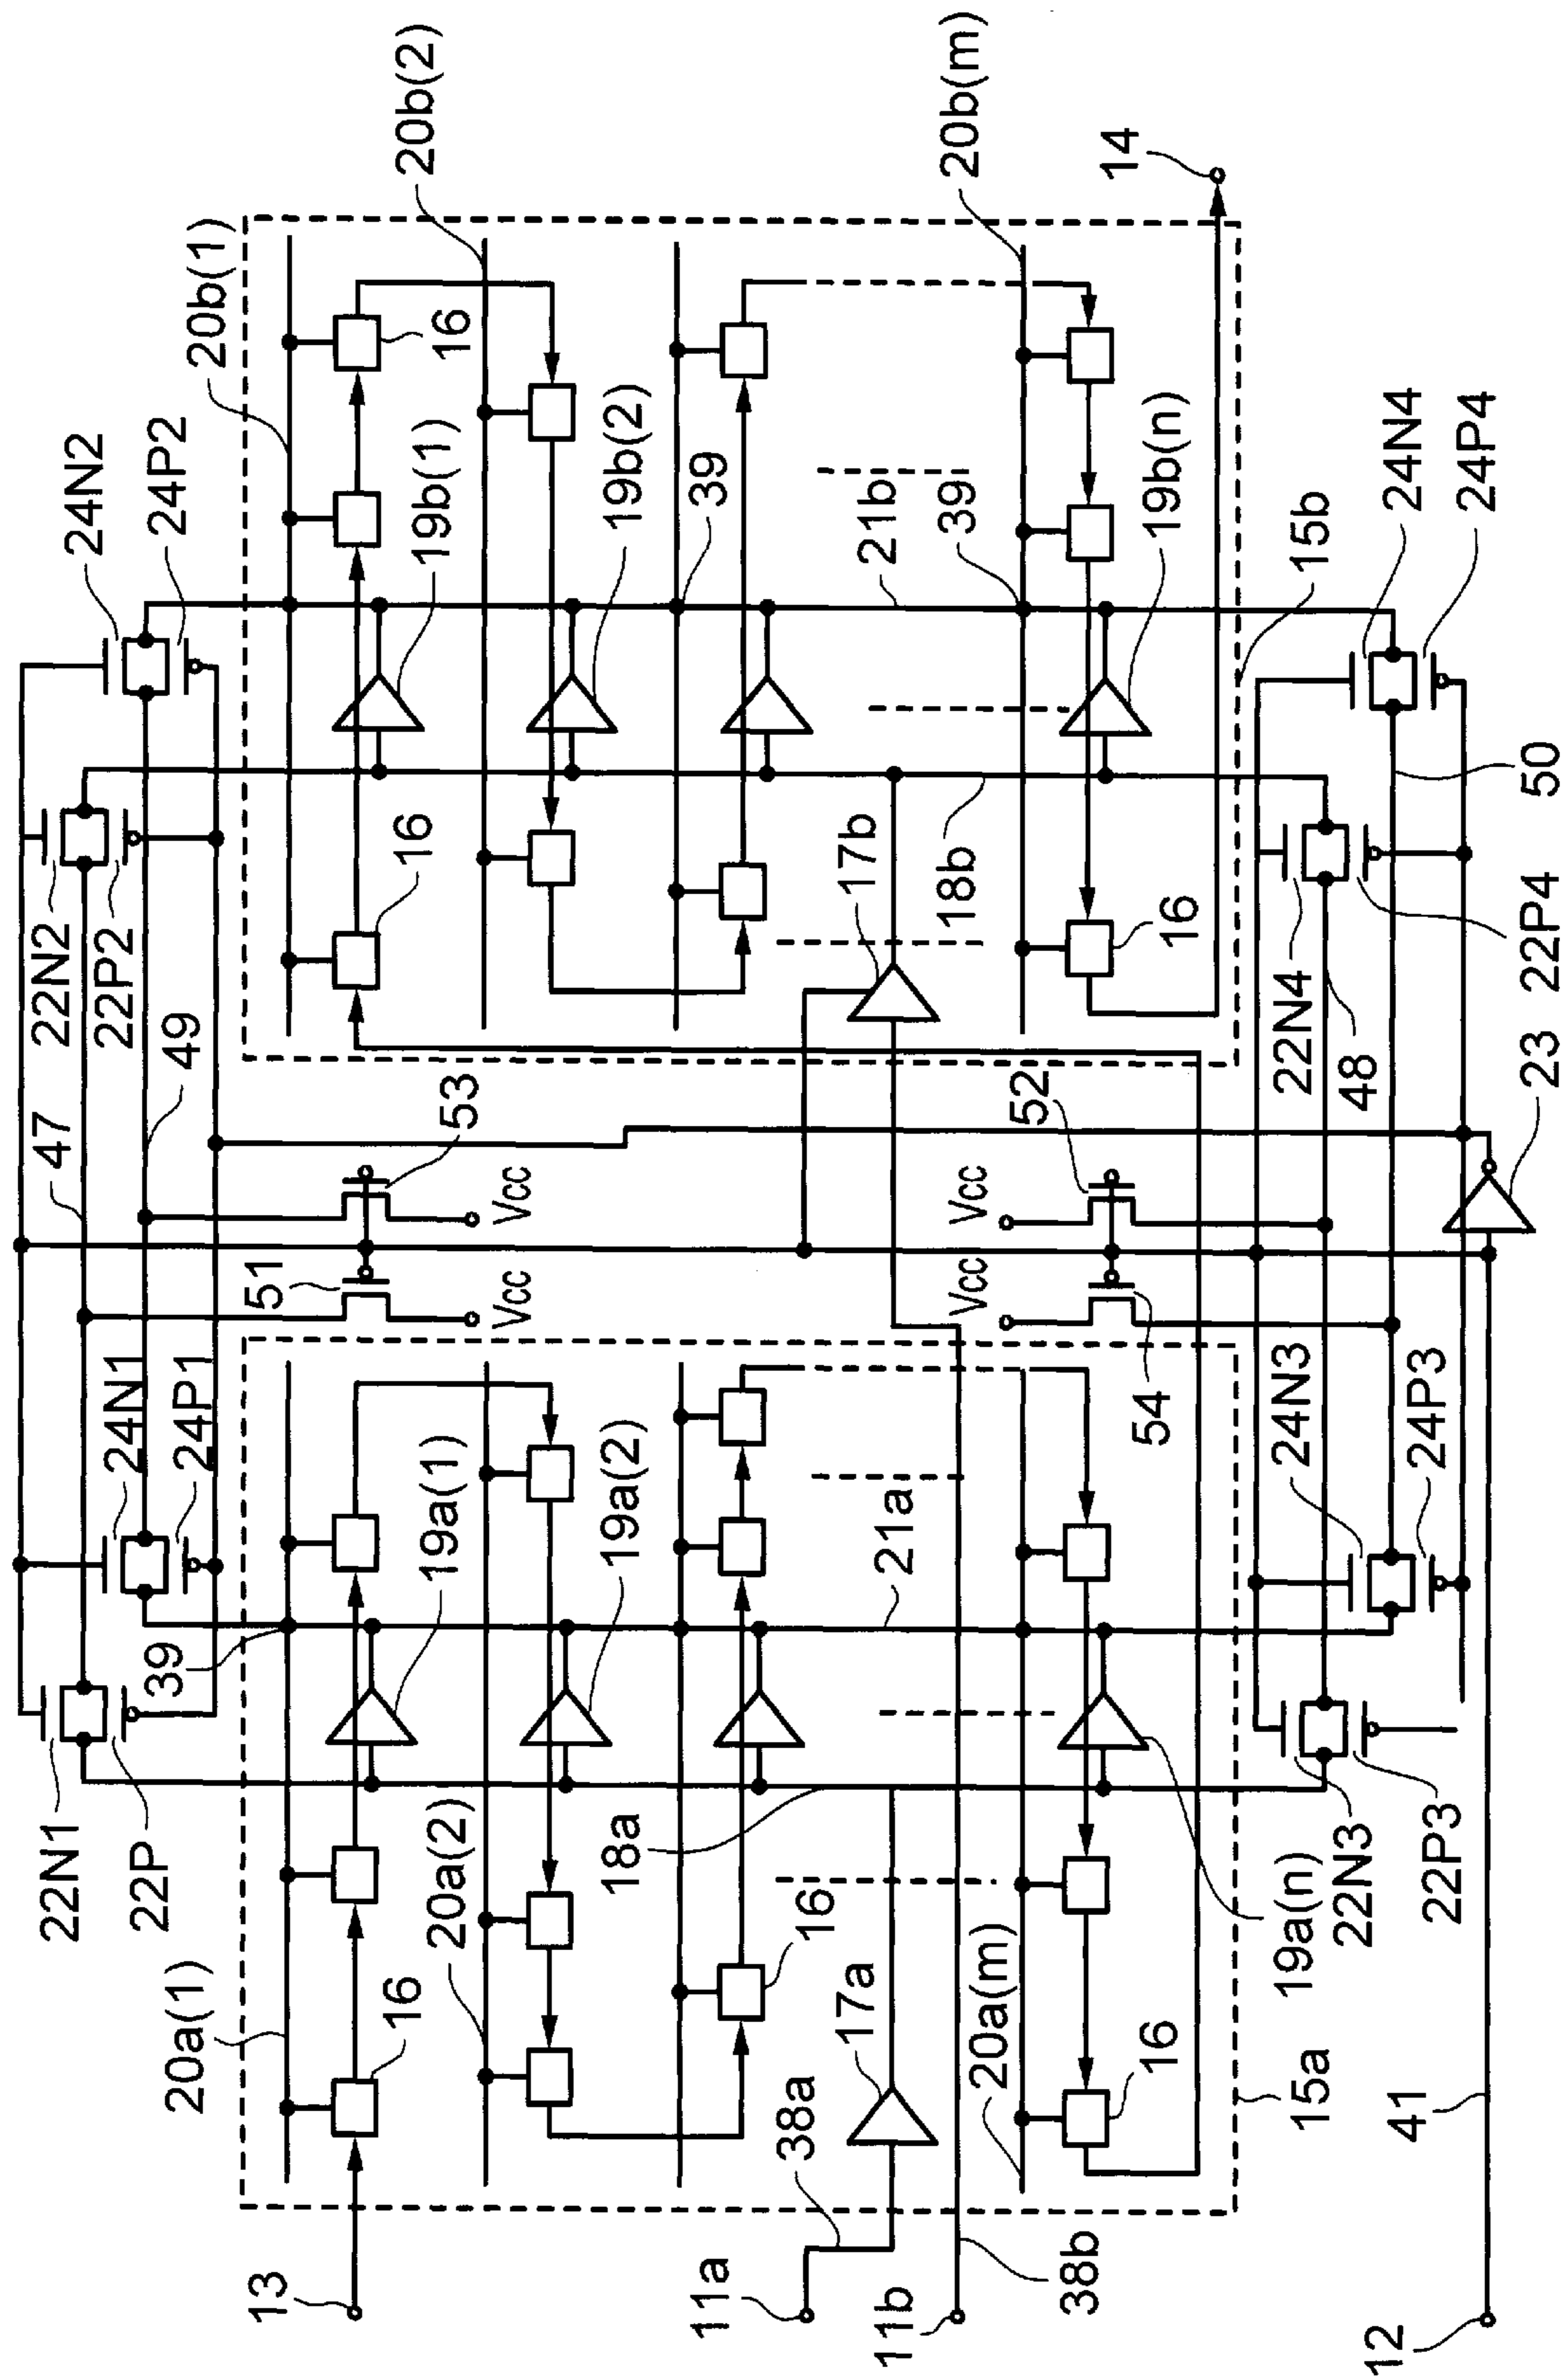 20b(1)
20b(2)
20b(m)
14
24N2
24P2
22N2
22P2
49
47
16
19b(1)
19b(2)
39
21b
39
19b(n)
15b
24N4
24P4
50
16
17b
18b
16
22N4
22P4
48
23
53
51
Vcc
Vcc
52
Vcc
Vcc
54
24N1
24P1
39
22N1
22P
19a(1)
19a(2)
21a
24N3
24P3
20a(1)
20a(2)
18a
16
16
17a
38a
20a(m)
19a(n)
22N3
22P3
16
15a
41
13
11a
11b
38b
12